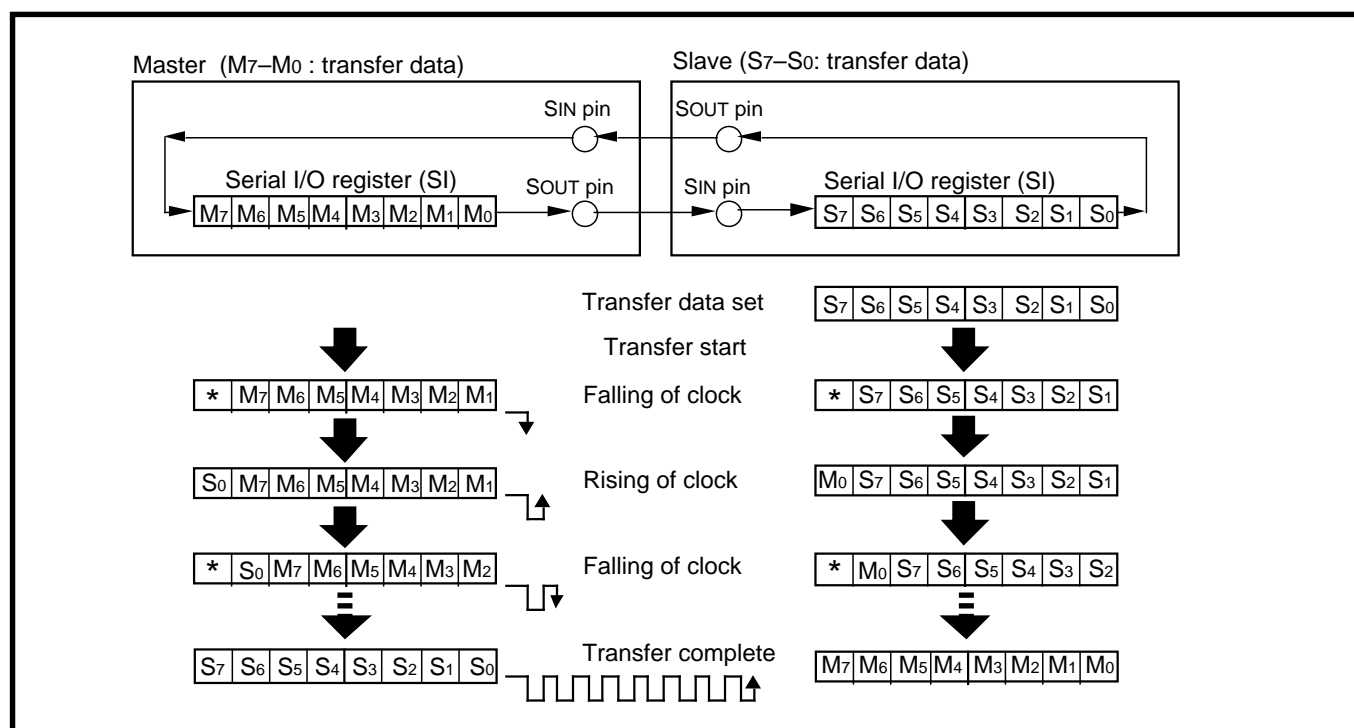 Master (M7–M0 : transfer data)
Slave (S7–S0: transfer data)
SIN pin
SOUT pin
Serial I/O register (SI)
SOUT pin
SIN pin
Serial I/O register (SI)
M7 M6 M5 M4 M3 M2 M1 M0
S7 S6 S5 S4 S3 S2 S1 S0
Transfer data set
S7 S6 S5 S4 S3 S2 S1 S0
Transfer start
* M7 M6 M5 M4 M3 M2 M1
Falling of clock
* S7 S6 S5 S4 S3 S2 S1
S0 M7 M6 M5 M4 M3 M2 M1
Rising of clock
M0 S7 S6 S5 S4 S3 S2 S1
* S0 M7 M6 M5 M4 M3 M2
Falling of clock
* M0 S7 S6 S5 S4 S3 S2
S7 S6 S5 S4 S3 S2 S1 S0
Transfer complete
M7 M6 M5 M4 M3 M2 M1 M0